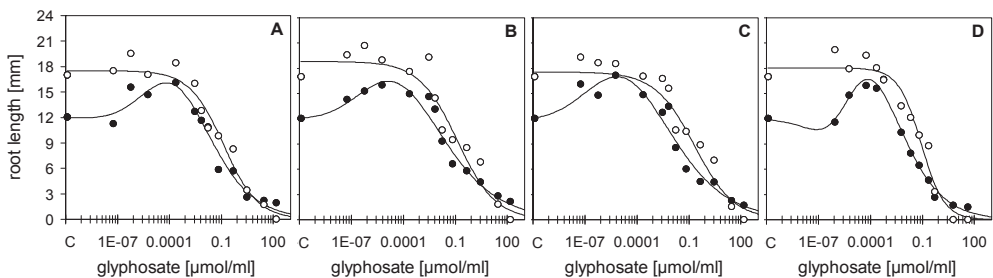 A
B
C
D
root length [mm]
24
21
18
15
12
9
6
3
0
C 1E-07 0.0001 0.1 100
C 1E-07 0.0001 0.1 100
C 1E-07 0.0001 0.1 100
C 1E-07 0.0001 0.1 100
glyphosate [µmol/ml]
glyphosate [µmol/ml]
glyphosate [µmol/ml]
glyphosate [µmol/ml]